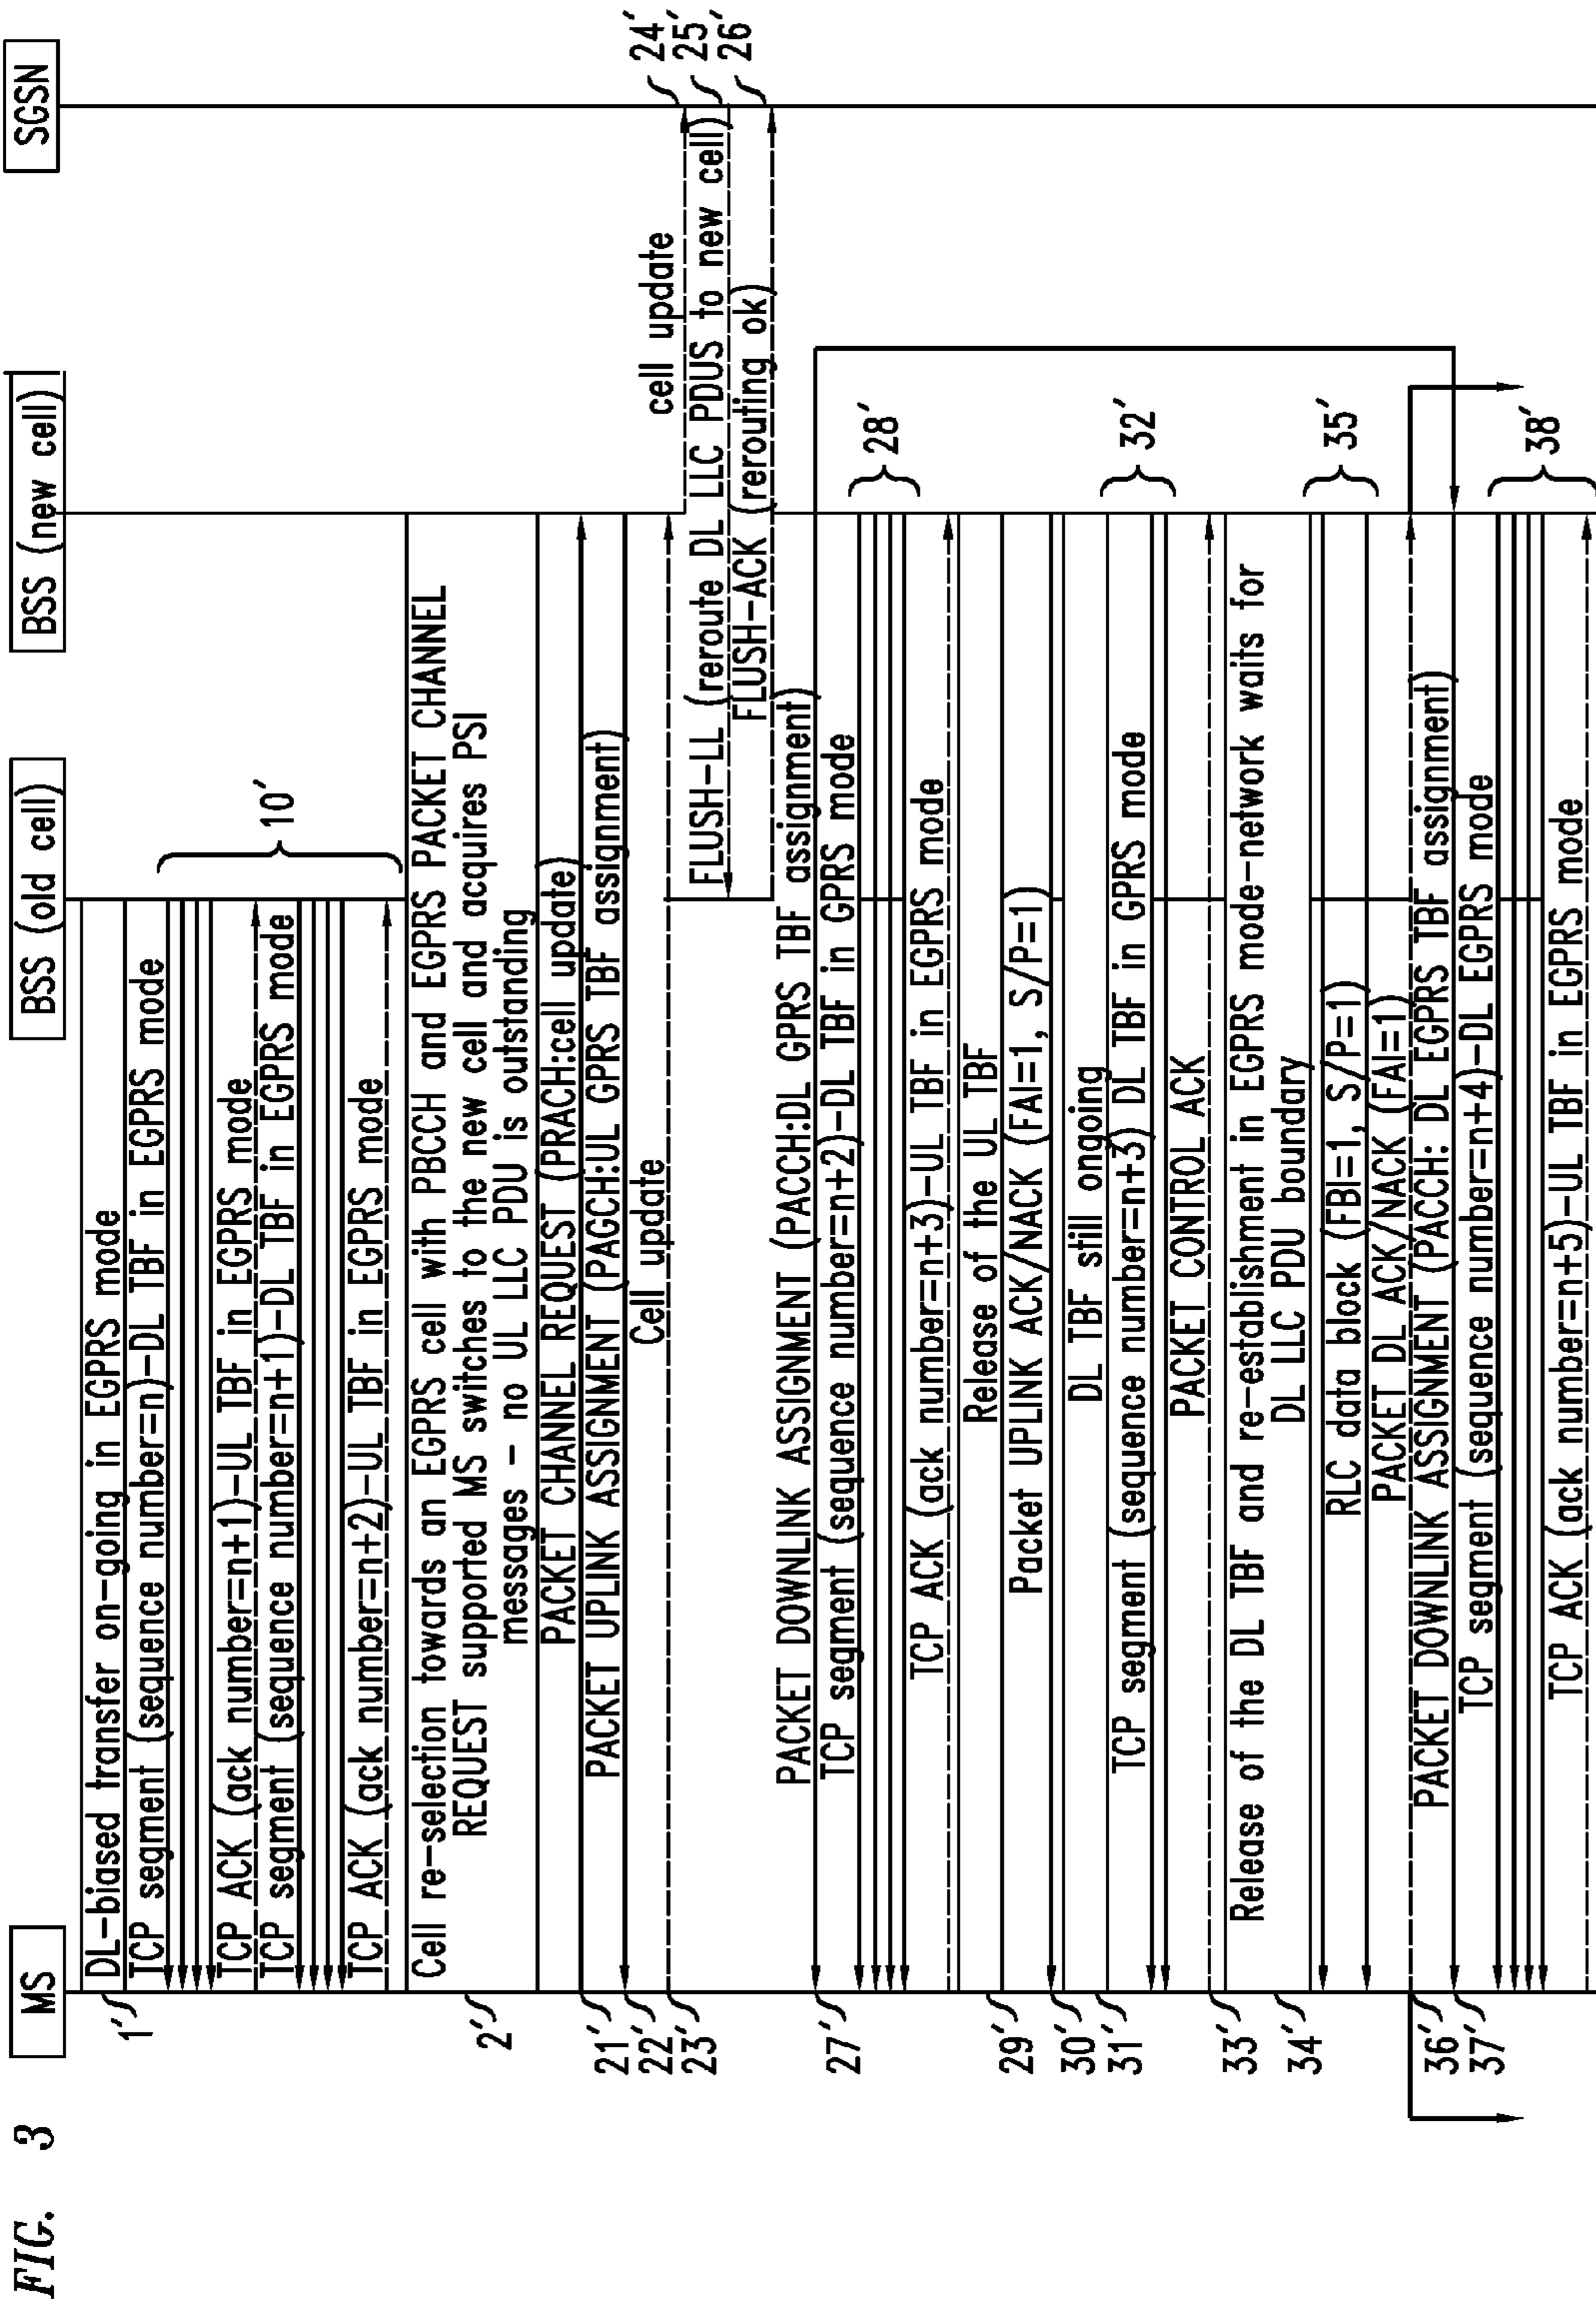 FIG. 3
MS
BSS (old cell)
BSS (new cell)
SGSN
1'
DL-biased transfer on-going in EGPRS mode
TCP segment (sequence number=n)-DL TBF in EGPRS mode
TCP ACK (ack number=n+1)-UL TBF in EGPRS mode
10'
TCP segment (sequence number=n+1)-DL TBF in EGPRS mode
TCP ACK (ack number=n+2)-UL TBF in EGPRS mode
2'
Cell re-selection towards an EGPRS cell with PBCCH and EGPRS PACKET CHANNEL
REQUEST supported MS switches to the new cell and acquires PSI
messages - no UL LLC PDU is outstanding
PACKET CHANNEL REQUEST (PRACH:cell update)
21'
PACKET UPLINK ASSIGNMENT (PAGCH:UL GPRS TBF assignment)
22'
Cell update
23'
cell update
24'
FLUSH-LL (reroute DL LLC PDUS to new cell)
25'
FLUSH-ACK (rerouting ok)
26'
PACKET DOWNLINK ASSIGNMENT (PACCH:DL GPRS TBF assignment)
27'
TCP segment (sequence number=n+2)-DL TBF in GPRS mode
28'
TCP ACK (ack number=n+3)-UL TBF in EGPRS mode
Release of the UL TBF
29'
Packet UPLINK ACK/NACK (FAI=1, S/P=1)
30'
DL TBF still ongoing
31'
TCP segment (sequence number=n+3) DL TBF in GPRS mode
32'
PACKET CONTROL ACK
33'
Release of the DL TBF and re-establishment in EGPRS mode-network waits for
DL LLC PDU boundary
34'
RLC data block (FBI=1, S/P=1)
35'
PACKET DL ACK/NACK (FAI=1)
36'
PACKET DOWNLINK ASSIGNMENT (PACCH: DL EGPRS TBF assignment)
37'
TCP segment (sequence number=n+4)-DL EGPRS mode
38'
TCP ACK (ack number=n+5)-UL TBF in EGPRS mode